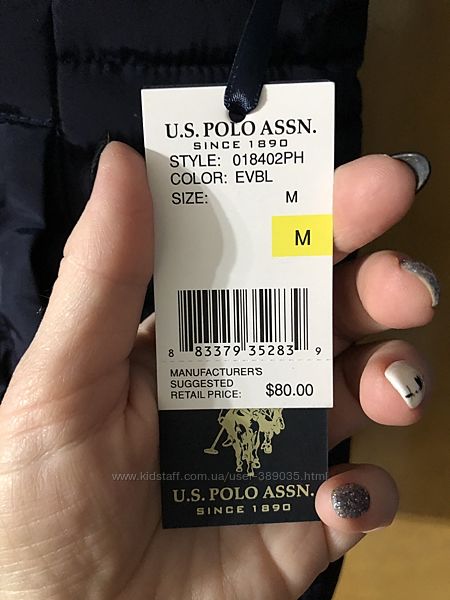 U.S. POLO ASSN.
SINCE 1890
STYLE: 018402PH
COLOR: EVBL
SIZE: M
M
8 83379 35283 9
MANUFACTURER'S
SUGGESTED
RETAIL PRICE: $80.00
www.kidstaff.com.ua/user-389035.html
U.S. POLO ASSN.
SINCE 1890